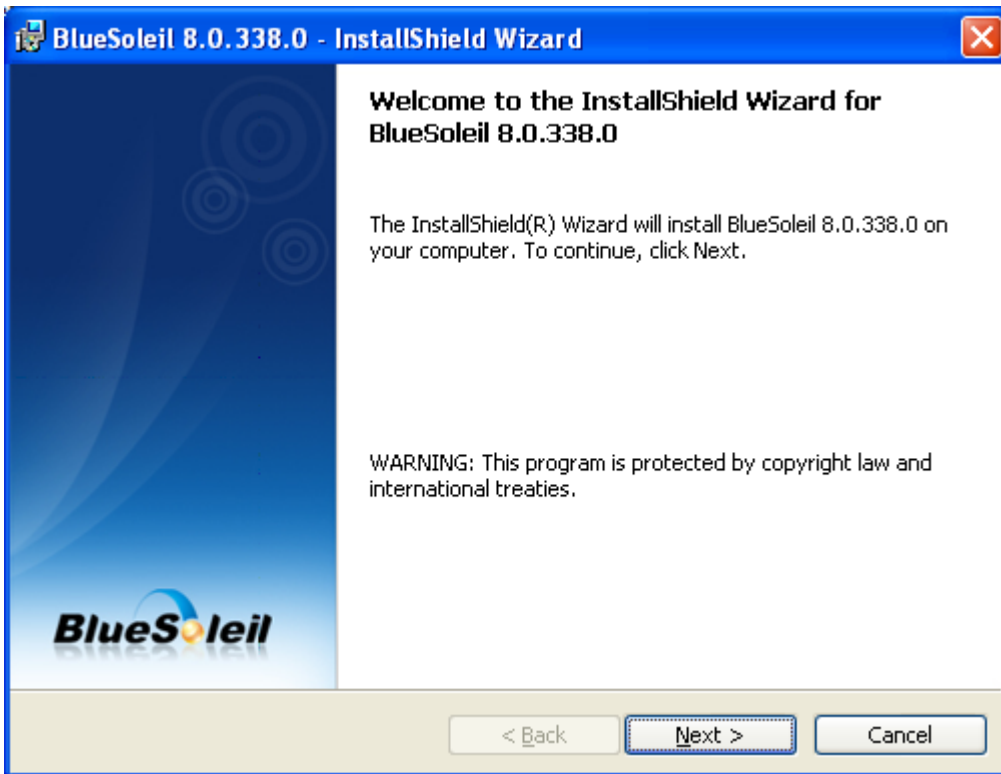 BlueSoleil 8.0.338.0 - InstallShield Wizard
Welcome to the InstallShield Wizard for
BlueSoleil 8.0.338.0
The InstallShield(R) Wizard will install BlueSoleil 8.0.338.0 on
your computer. To continue, click Next.
WARNING: This program is protected by copyright law and
international treaties.
BlueSoleil
< Back
Next >
Cancel